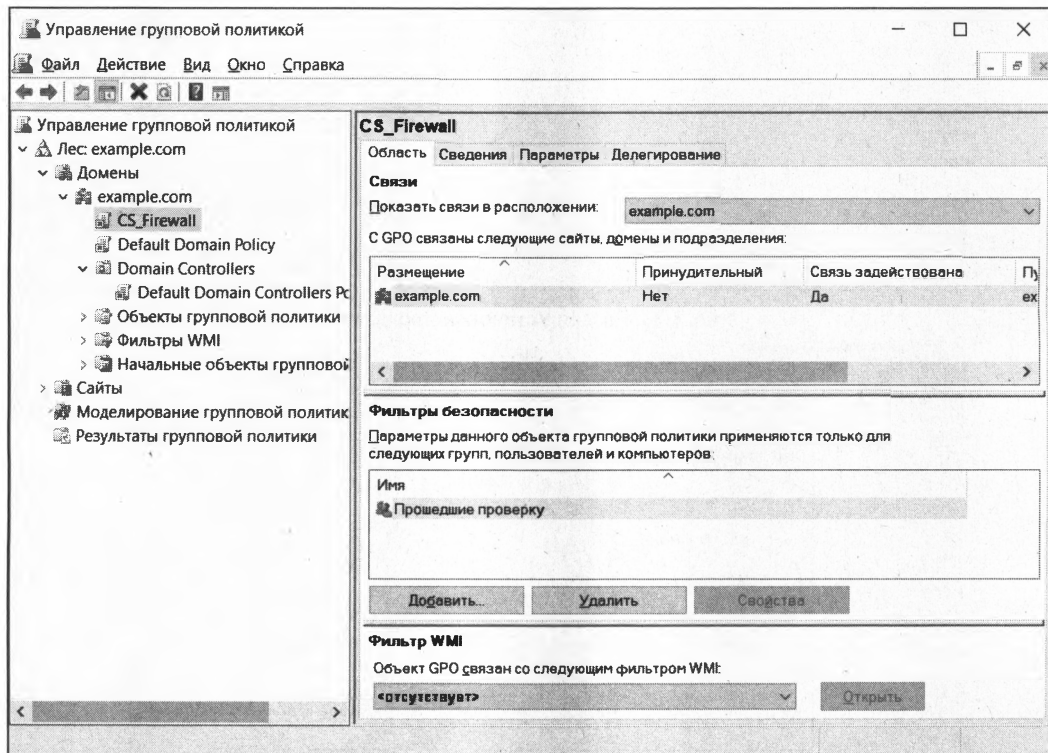 Управление групповой политикой
Файл Действие Вид Окно Справка
Управление групповой политикой
Лес: example.com
Домены
example.com
CS_Firewall
Default Domain Policy
Domain Controllers
Default Domain Controllers Po
Объекты групповой политики
Фильтры WMI
Начальные объекты групповой
Сайты
Моделирование групповой политик
Результаты групповой политики
CS_Firewall
Область Сведения Параметры Делегирование
Связи
Показать связи в расположении: example.com
С GPO связаны следующие сайты, домены и подразделения:
Размещение Принудительный Связь задействована Пу
example.com Нет Да ex
Фильтры безопасности
Параметры данного объекта групповой политики применяются только для
следующих групп, пользователей и компьютеров:
Имя
Прошедшие проверку
Добавить... Удалить Свойства
Фильтр WMI
Объект GPO связан со следующим фильтром WMI:
<отсутствует> Открыть